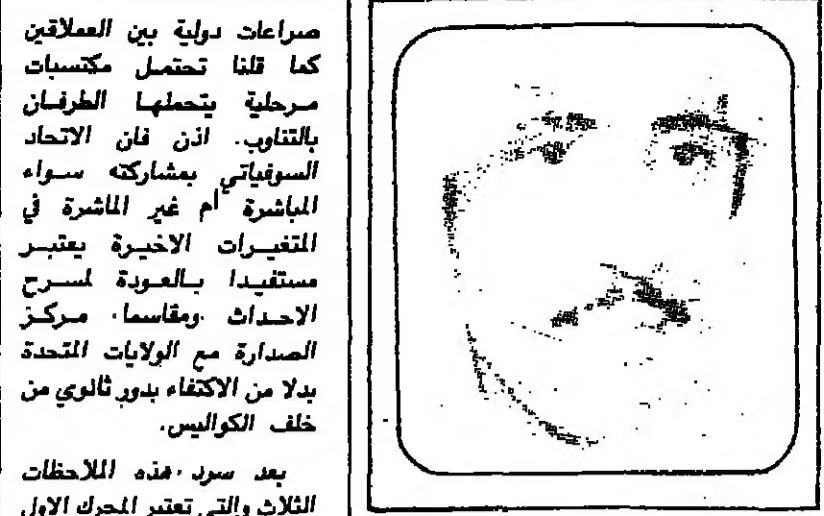 صراعات دولية بين العملاقين
كما قلنا تحتمل مكتسبات
مرحلية يتحملها الطرفان
بالتناوب. اذن فان الاتحاد
السوفياتي بمشاركته سواء
المباشرة أم غير الماشرة في
المتغيرات الاخيرة يعتبر
مستفيدا بالعودة لمسرح
الاحداث ومقاسما مركز
الصدارة مع الولايات المتحدة
بدلا من الاكتفاء بدور ثانوي من
خلف الكواليس.
بعد سرد هذه الملاحظات
الثلاث والتي تعتبر المحرك الاول